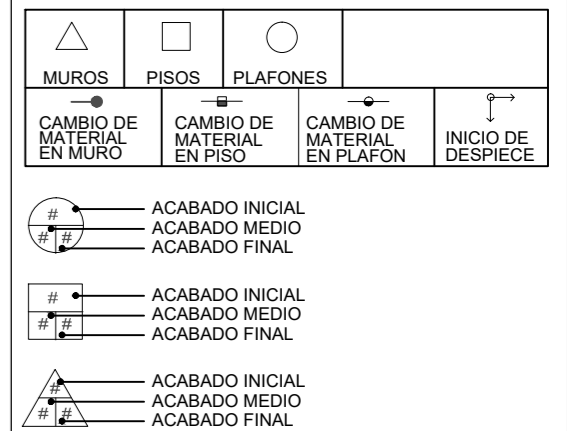 MUROS PISOS PLAFONES
CAMBIO DE MATERIAL EN MURO
CAMBIO DE MATERIAL EN PISO
CAMBIO DE MATERIAL EN PLAFON
INICIO DE DESPIECE
#
# #
ACABADO INICIAL
ACABADO MEDIO
ACABADO FINAL
#
# #
ACABADO INICIAL
ACABADO MEDIO
ACABADO FINAL
#
# #
ACABADO INICIAL
ACABADO MEDIO
ACABADO FINAL